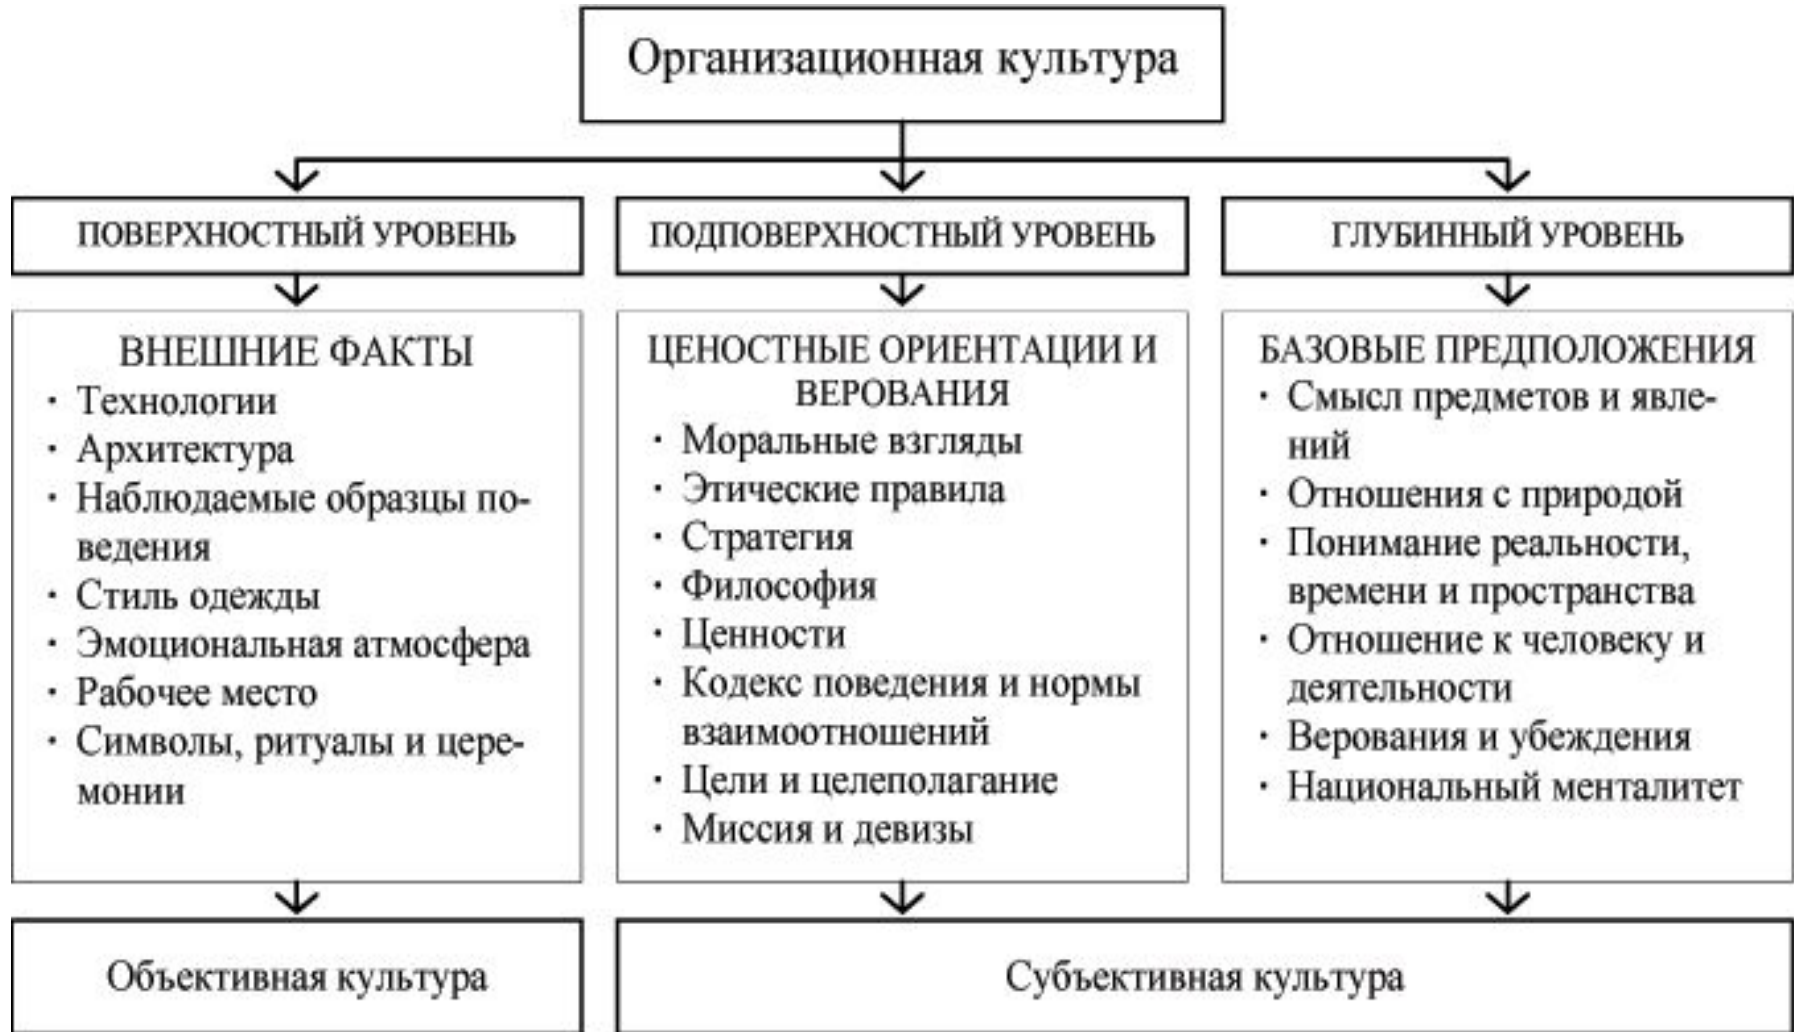 Организационная культура
ПОВЕРХНОСТНЫЙ УРОВЕНЬ
ПОДПОВЕРХНОСТНЫЙ УРОВЕНЬ
ГЛУБИННЫЙ УРОВЕНЬ
ВНЕШНИЕ ФАКТЫ
· Технологии
· Архитектура
· Наблюдаемые образцы по-
ведения
· Стиль одежды
· Эмоциональная атмосфера
· Рабочее место
· Символы, ритуалы и цере-
монии
ЦЕНОСТНЫЕ ОРИЕНТАЦИИ И
ВЕРОВАНИЯ
· Моральные взгляды
· Этические правила
· Стратегия
· Философия
· Ценности
· Кодекс поведения и нормы
взаимоотношений
· Цели и целеполагание
· Миссия и девизы
БАЗОВЫЕ ПРЕДПОЛОЖЕНИЯ
· Смысл предметов и явле-
ний
· Отношения с природой
· Понимание реальности,
времени и пространства
· Отношение к человеку и
деятельности
· Верования и убеждения
· Национальный менталитет
Объективная культура
Субъективная культура